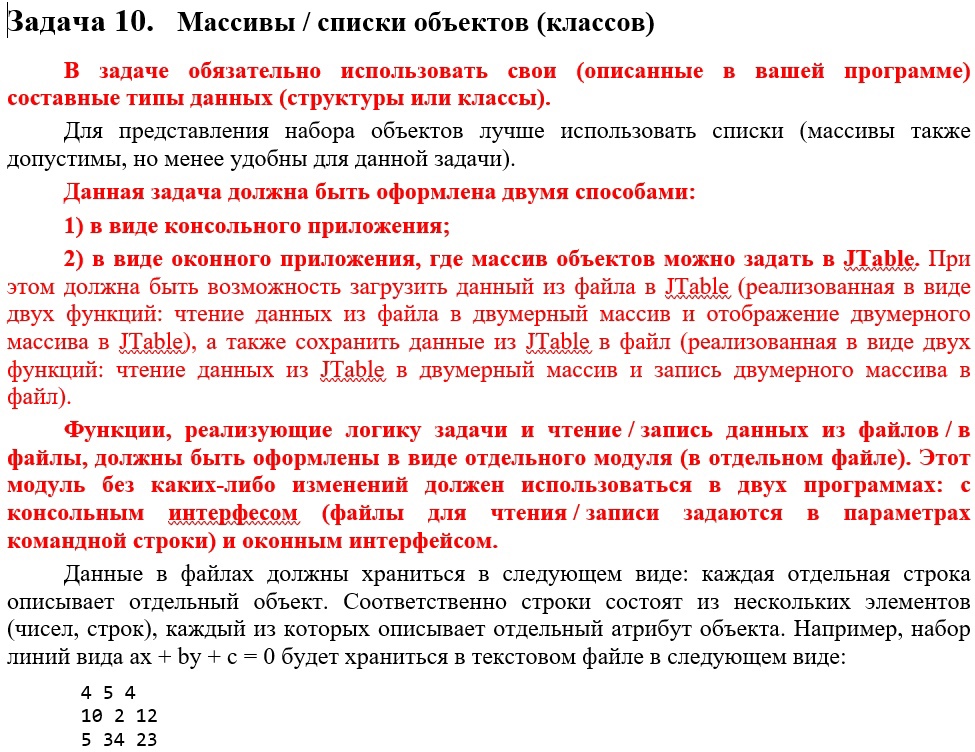 Задача 10. Массивы / списки объектов (классов)
В задаче обязательно использовать свои (описанные в вашей программе)
составные типы данных (структуры или классы).
Для представления набора объектов лучше использовать списки (массивы также
допустимы, но менее удобны для данной задачи).
Данная задача должна быть оформлена двумя способами:
1) в виде консольного приложения;
2) в виде оконного приложения, где массив объектов можно задать в JTable. При
этом должна быть возможность загрузить данный из файла в JTable (реализованная в виде
двух функций: чтение данных из файла в двумерный массив и отображение двумерного
массива в JTable), а также сохранить данные из JTable в файл (реализованная в виде двух
функций: чтение данных из JTable в двумерный массив и запись двумерного массива в
файл).
Функции, реализующие логику задачи и чтение / запись данных из файлов / в
файлы, должны быть оформлены в виде отдельного модуля (в отдельном файле). Этот
модуль без каких-либо изменений должен использоваться в двух программах: с
консольным интерфесом (файлы для чтения / записи задаются в параметрах
командной строки) и оконным интерфейсом.
Данные в файлах должны храниться в следующем виде: каждая отдельная строка
описывает отдельный объект. Соответственно строки состоят из нескольких элементов
(чисел, строк), каждый из которых описывает отдельный атрибут объекта. Например, набор
линий вида ax + by + c = 0 будет храниться в текстовом файле в следующем виде:
4 5 4
10 2 12
5 34 23